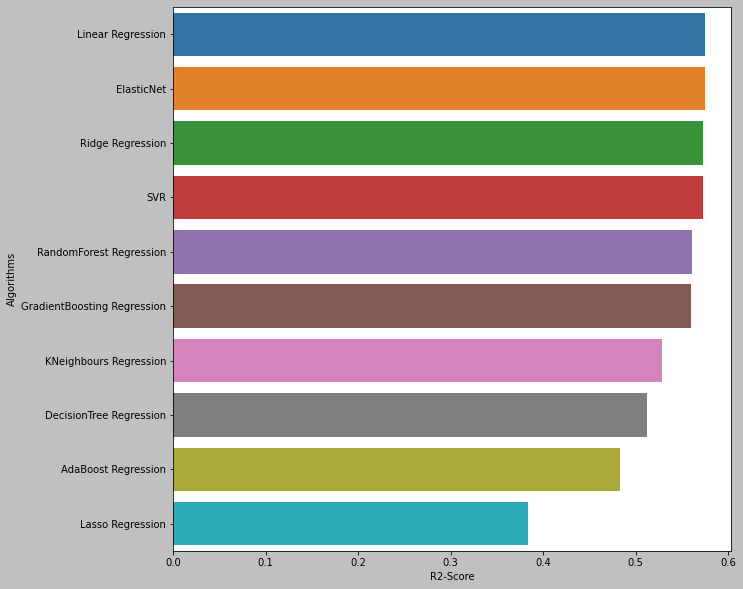 Linear Regression
ElasticNet
Ridge Regression
SVR
RandomForest Regression
Algorithms
GradientBoosting Regression
KNeighbours Regression
DecisionTree Regression
AdaBoost Regression
Lasso Regression
0.0 0.1 0.2 0.3 0.4 0.5 0.6
R2-Score